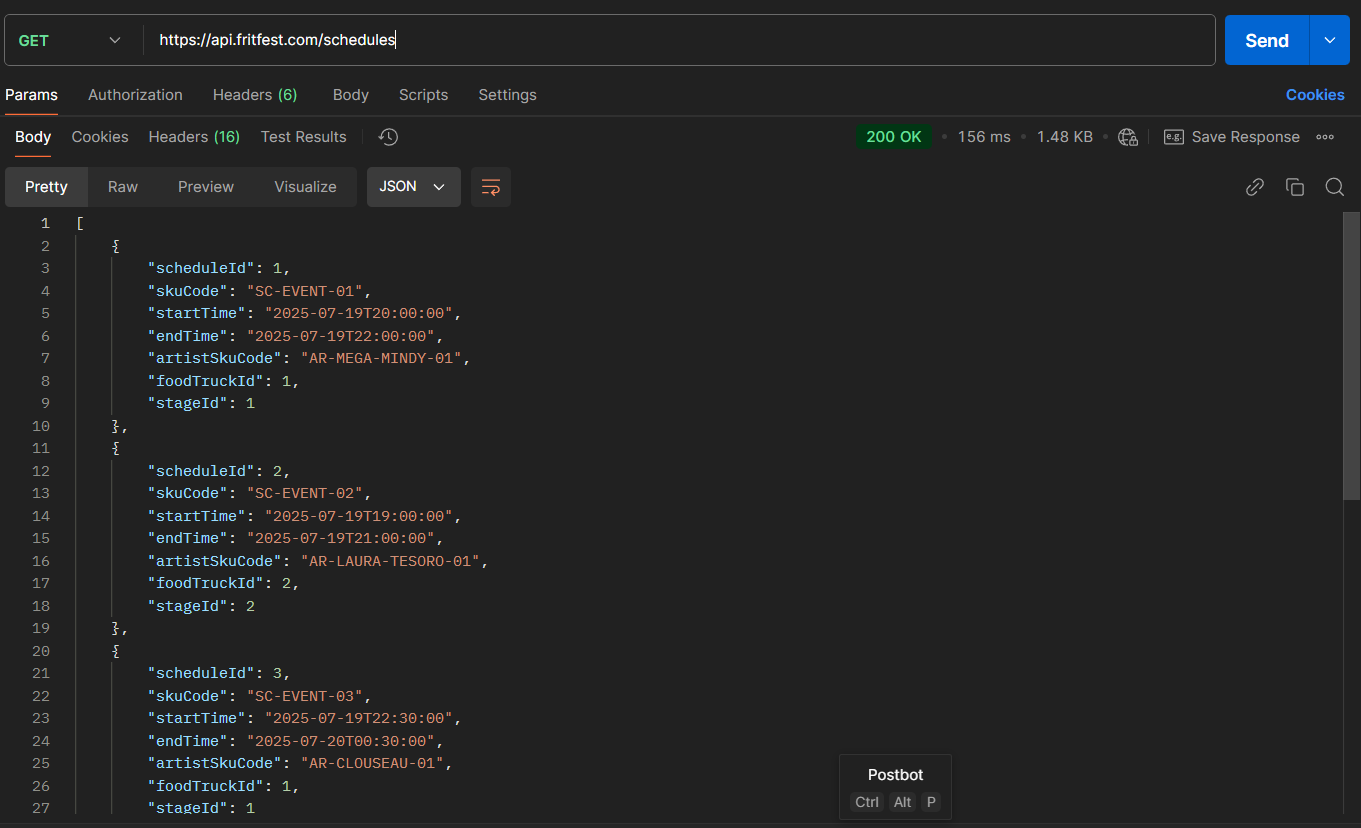 GET https://api.fritfest.com/schedules Send
Params Authorization Headers (6) Body Scripts Settings Cookies
Body Cookies Headers (16) Test Results 200 OK • 156 ms • 1.48 KB • e.g. Save Response
Pretty Raw Preview Visualize JSON
1 [
2 {
3 "scheduleId": 1,
4 "skuCode": "SC-EVENT-01",
5 "startTime": "2025-07-19T20:00:00",
6 "endTime": "2025-07-19T22:00:00",
7 "artistSkuCode": "AR-MEGA-MINDY-01",
8 "foodTruckId": 1,
9 "stageId": 1
10 },
11 {
12 "scheduleId": 2,
13 "skuCode": "SC-EVENT-02",
14 "startTime": "2025-07-19T19:00:00",
15 "endTime": "2025-07-19T21:00:00",
16 "artistSkuCode": "AR-LAURA-TESORO-01",
17 "foodTruckId": 2,
18 "stageId": 2
19 },
20 {
21 "scheduleId": 3,
22 "skuCode": "SC-EVENT-03",
23 "startTime": "2025-07-19T22:30:00",
24 "endTime": "2025-07-20T00:30:00",
25 "artistSkuCode": "AR-CLOUSEAU-01",
26 "foodTruckId": 1,
27 "stageId": 1
Postbot
Ctrl Alt P